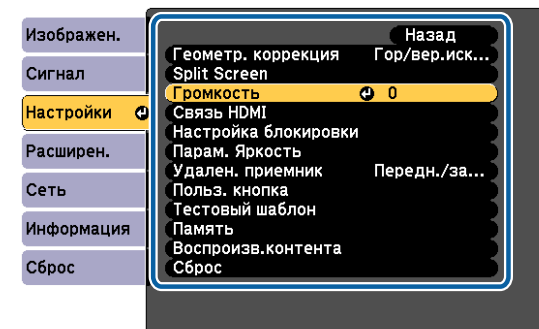 Изображен.
Сигнал
Настройки
Расширен.
Сеть
Информация
Сброс
Назад
Геометр. коррекция Гор/вер.иск...
Split Screen
Громкость 0
Связь HDMI
Настройка блокировки
Парам. Яркость
Удален. приемник Передн./за...
Польз. кнопка
Тестовый шаблон
Память
Воспроизв.контента
Сброс